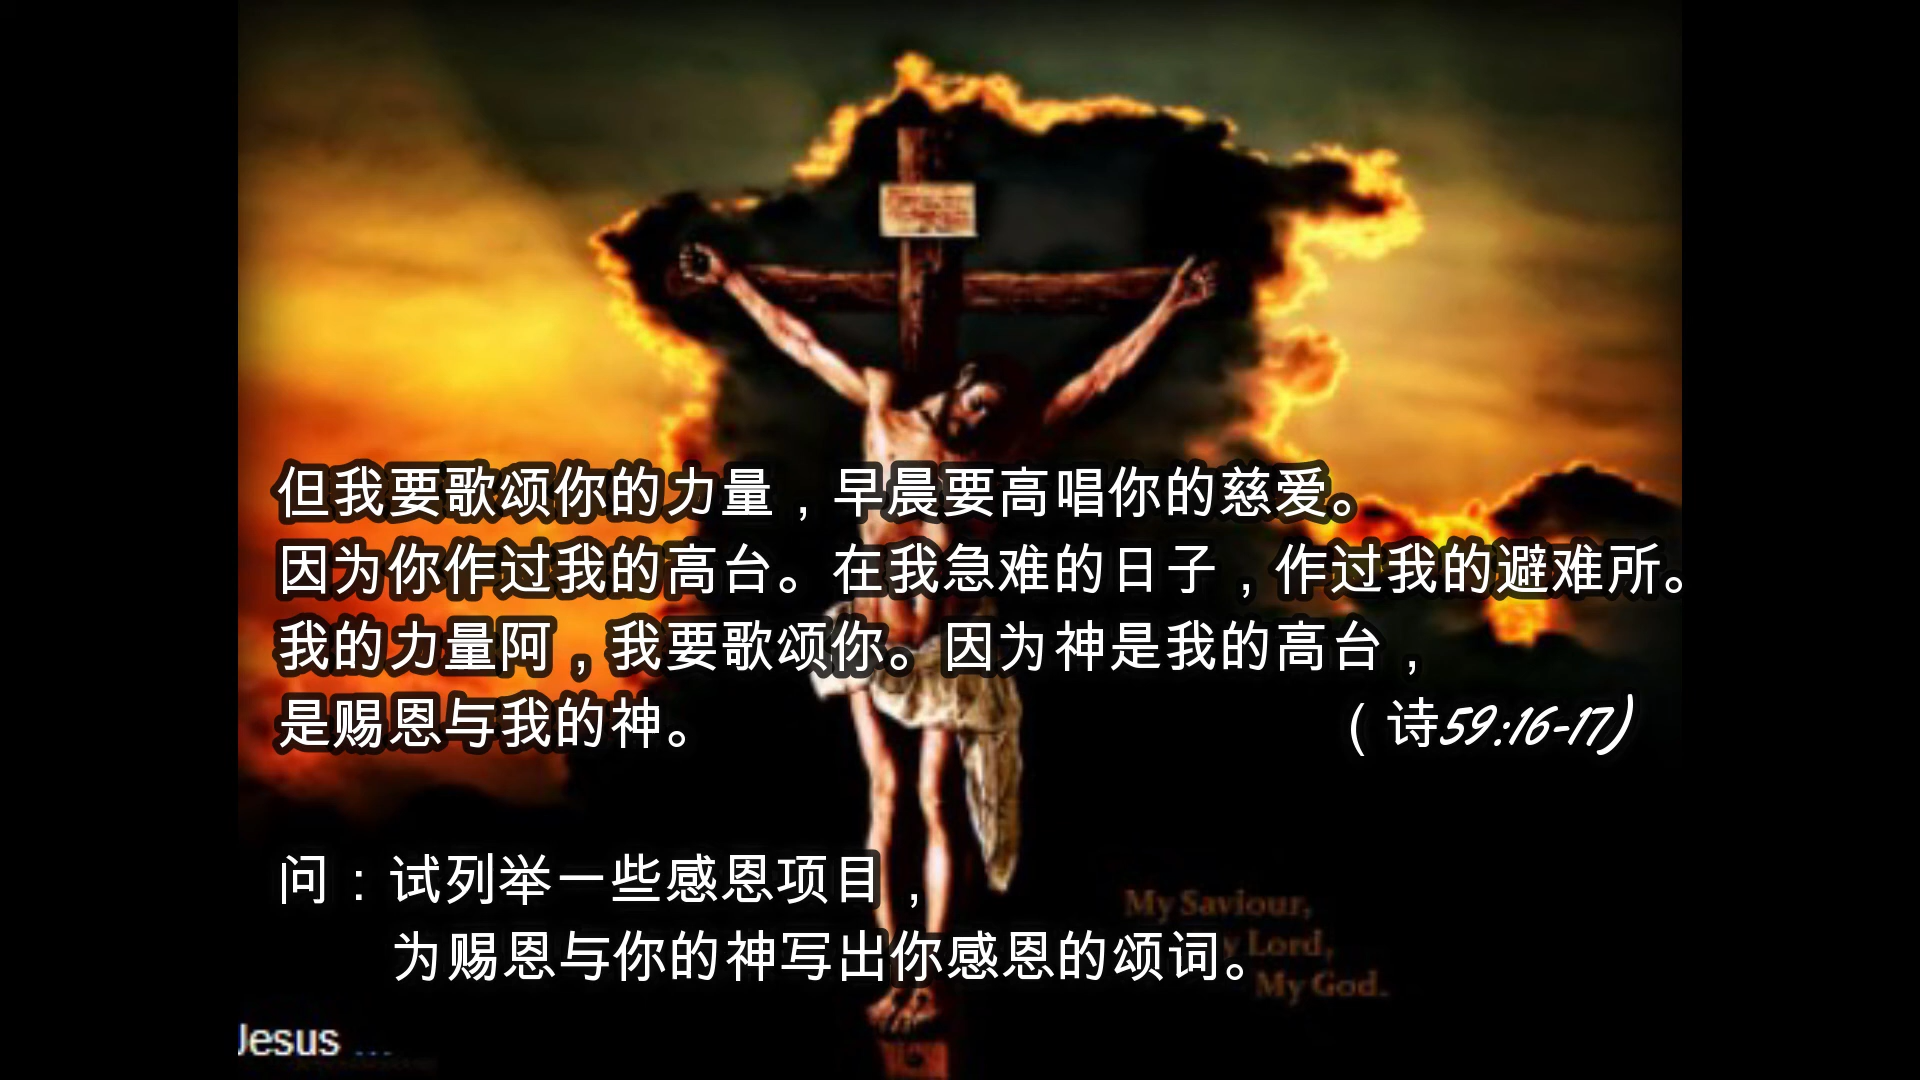 但我要歌颂你的力量，早晨要高唱你的慈爱。
因为你作过我的高台。在我急难的日子，作过我的避难所。
我的力量阿，我要歌颂你。因为神是我的高台，
是赐恩与我的神。（诗59:16-17)
问：试列举一些感恩项目，
为赐恩与你的神写出你感恩的颂词。
My Saviour,
y Lord,
My God.
Jesus ...